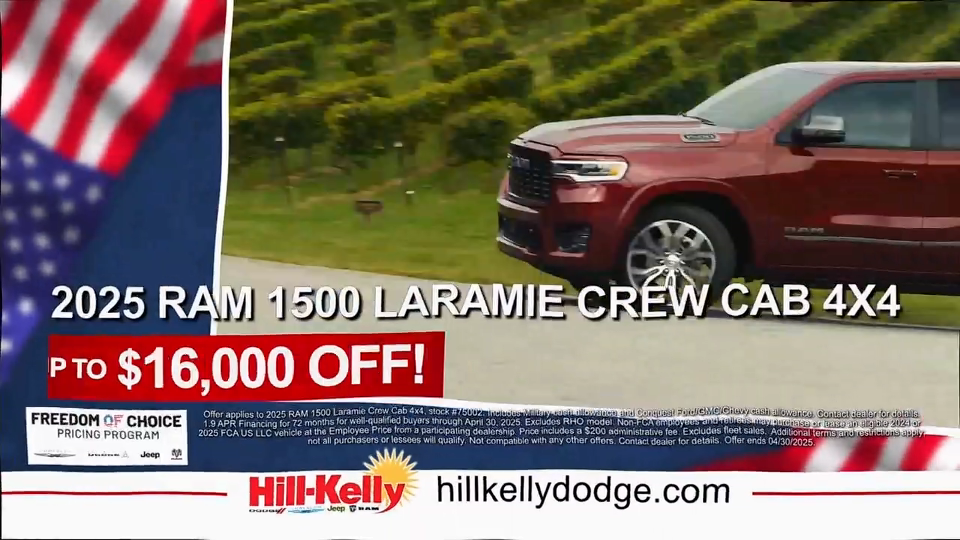 2025 RAM 1500 LARAMIE CREW CAB 4X4
P TO $16,000 OFF!
FREEDOM OF CHOICE
PRICING PROGRAM
Jeep
Offer applies to 2025 RAM 1500 Laramie Crew Cab 4x4, stock #75002. Includes Military cash allowance and Conquest Ford/GMC/Chevy cash allowance. Contact dealer for details.
1.9 APR Financing for 72 months for well-qualified buyers through April 30, 2025. Excludes RHO model. Non-FCA employees and retirees may purchase or lease an eligible 2024 or
2025 FCA US LLC vehicle at the Employee Price from a participating dealership. Price includes a $200 administrative fee. Excludes fleet sales. Additional terms and restrictions apply,
not all purchasers or lessees will qualify. Not compatible with any other offers. Contact dealer for details. Offer ends 04/30/2025.
Hill-Kelly
DODGE Jeep RAM
hillkellydodge.com